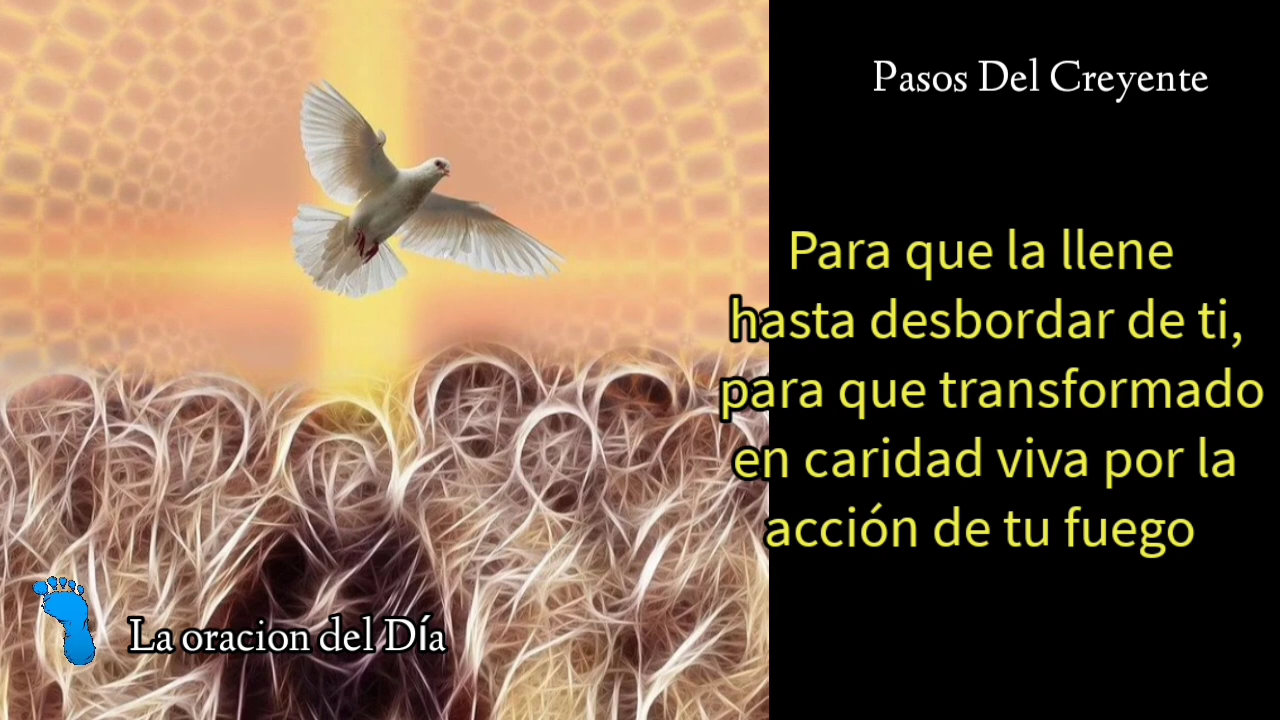 Pasos Del Creyente
Para que la llene
hasta desbordar de ti,
para que transformado
en caridad viva por la
acción de tu fuego
La oracion del Día